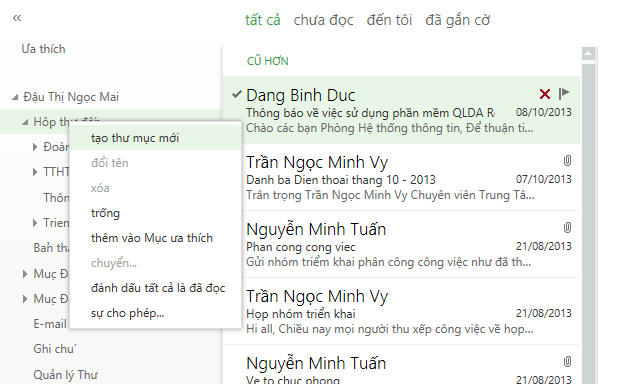 «
tất cả chưa đọc đến tôi đã gắn cờ
Ưa thích
Đậu Thị Ngọc Mai
Hộp thư đến
Đoàn
TTHT
Thôn
Trien
Mục Đ
Mục Đ
E-mail
Ghi chú
Quản lý Thư
tạo thư mục mới
đổi tên
xóa
trống
thêm vào Mục ưa thích
chuyển...
đánh dấu tất cả là đã đọc
sự cho phép...
CŨ HƠN
Dang Binh Duc
Thông báo về việc sử dụng phần mềm QLDA 08/10/2013
Chào các bạn Phòng Hệ thống thông tin, Để thuận ti...
Trần Ngọc Minh Vy
Danh ba Dien thoai thang 10 - 2013 07/10/2013
Trân trọng Trần Ngọc Minh Vy Chuyên viên Trung Tâ...
Nguyễn Minh Tuấn
Phan cong cong viec 21/08/2013
Gửi nhóm triểm khai phân công công việc như đã th...
Trần Ngọc Minh Vy
Họp nhóm triển khai 21/08/2013
Hi all, Chiều nay mọi người thu xếp công việc về họp...
Nguyễn Minh Tuấn
Ve to chuc phong 21/08/2013